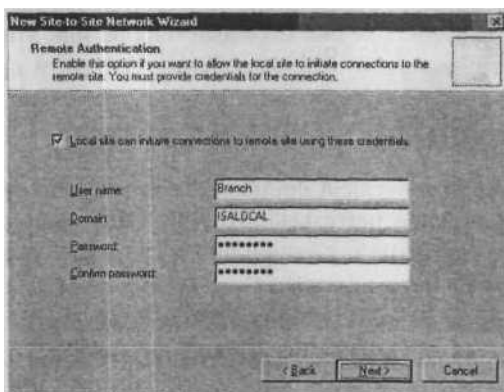 New Site-to-Site Network Wizard
Remote Authentication
Enable this option if you want to allow the local site to initiate connections to the
remote site. You must provide credentials for the connection.
Local site can initiate connections to remote site using these credentials:
User name: Branch
Domain: ISALOCAL
Password: ********
Confirm password: ********
< Back Next > Cancel